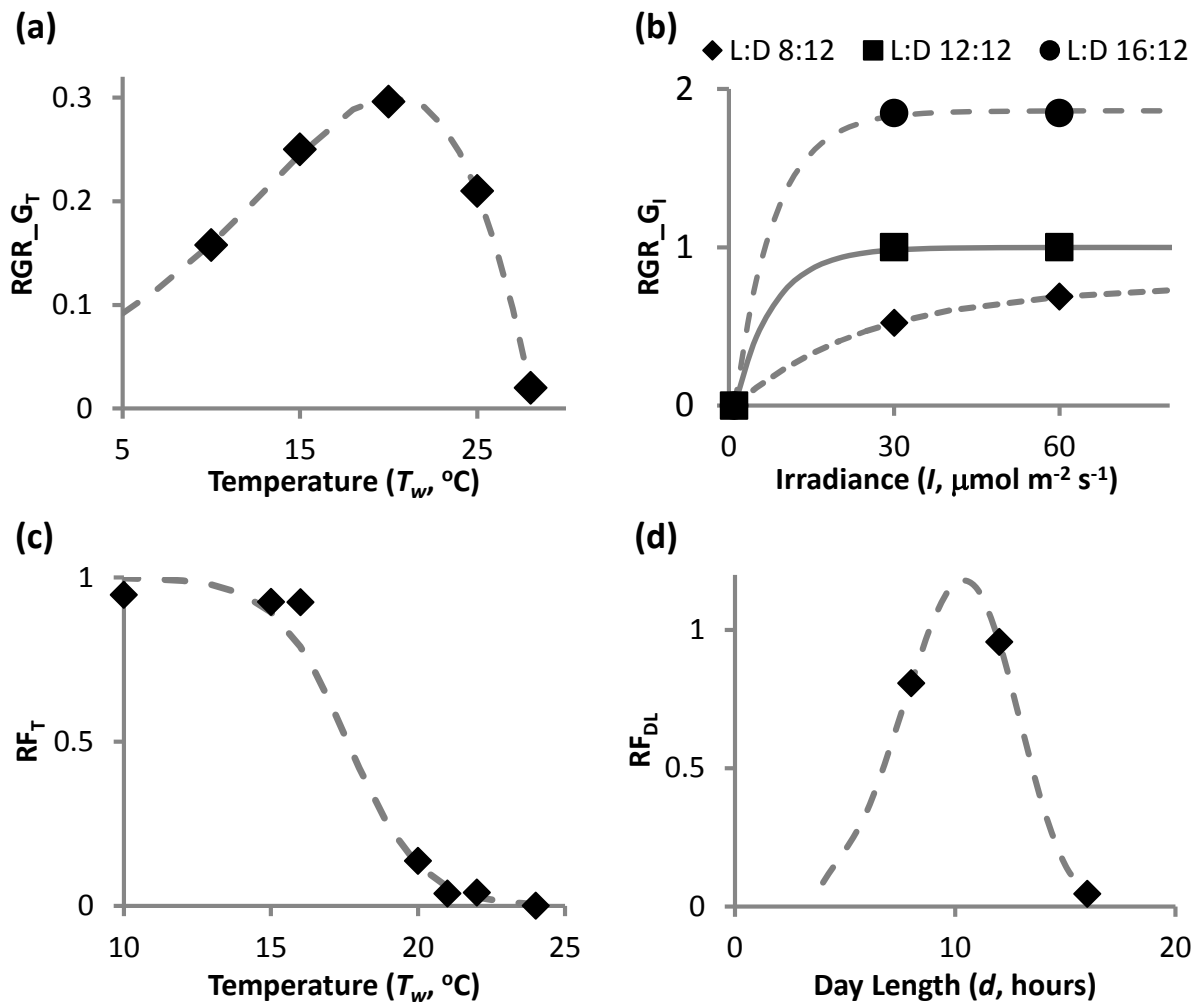 (a)
0.3
0.2
0.1
0
5
15
25
RGR_GT
Temperature (Tw, oC)
(b)
L:D 8:12 L:D 12:12 L:D 16:12
2
1
0
0
30
60
RGR_GI
Irradiance (I, μmol m-2 s-1)
(c)
1
0.5
0
10
15
20
25
RFT
Temperature (Tw, oC)
(d)
1
0.5
0
0
10
20
RFDL
Day Length (d, hours)